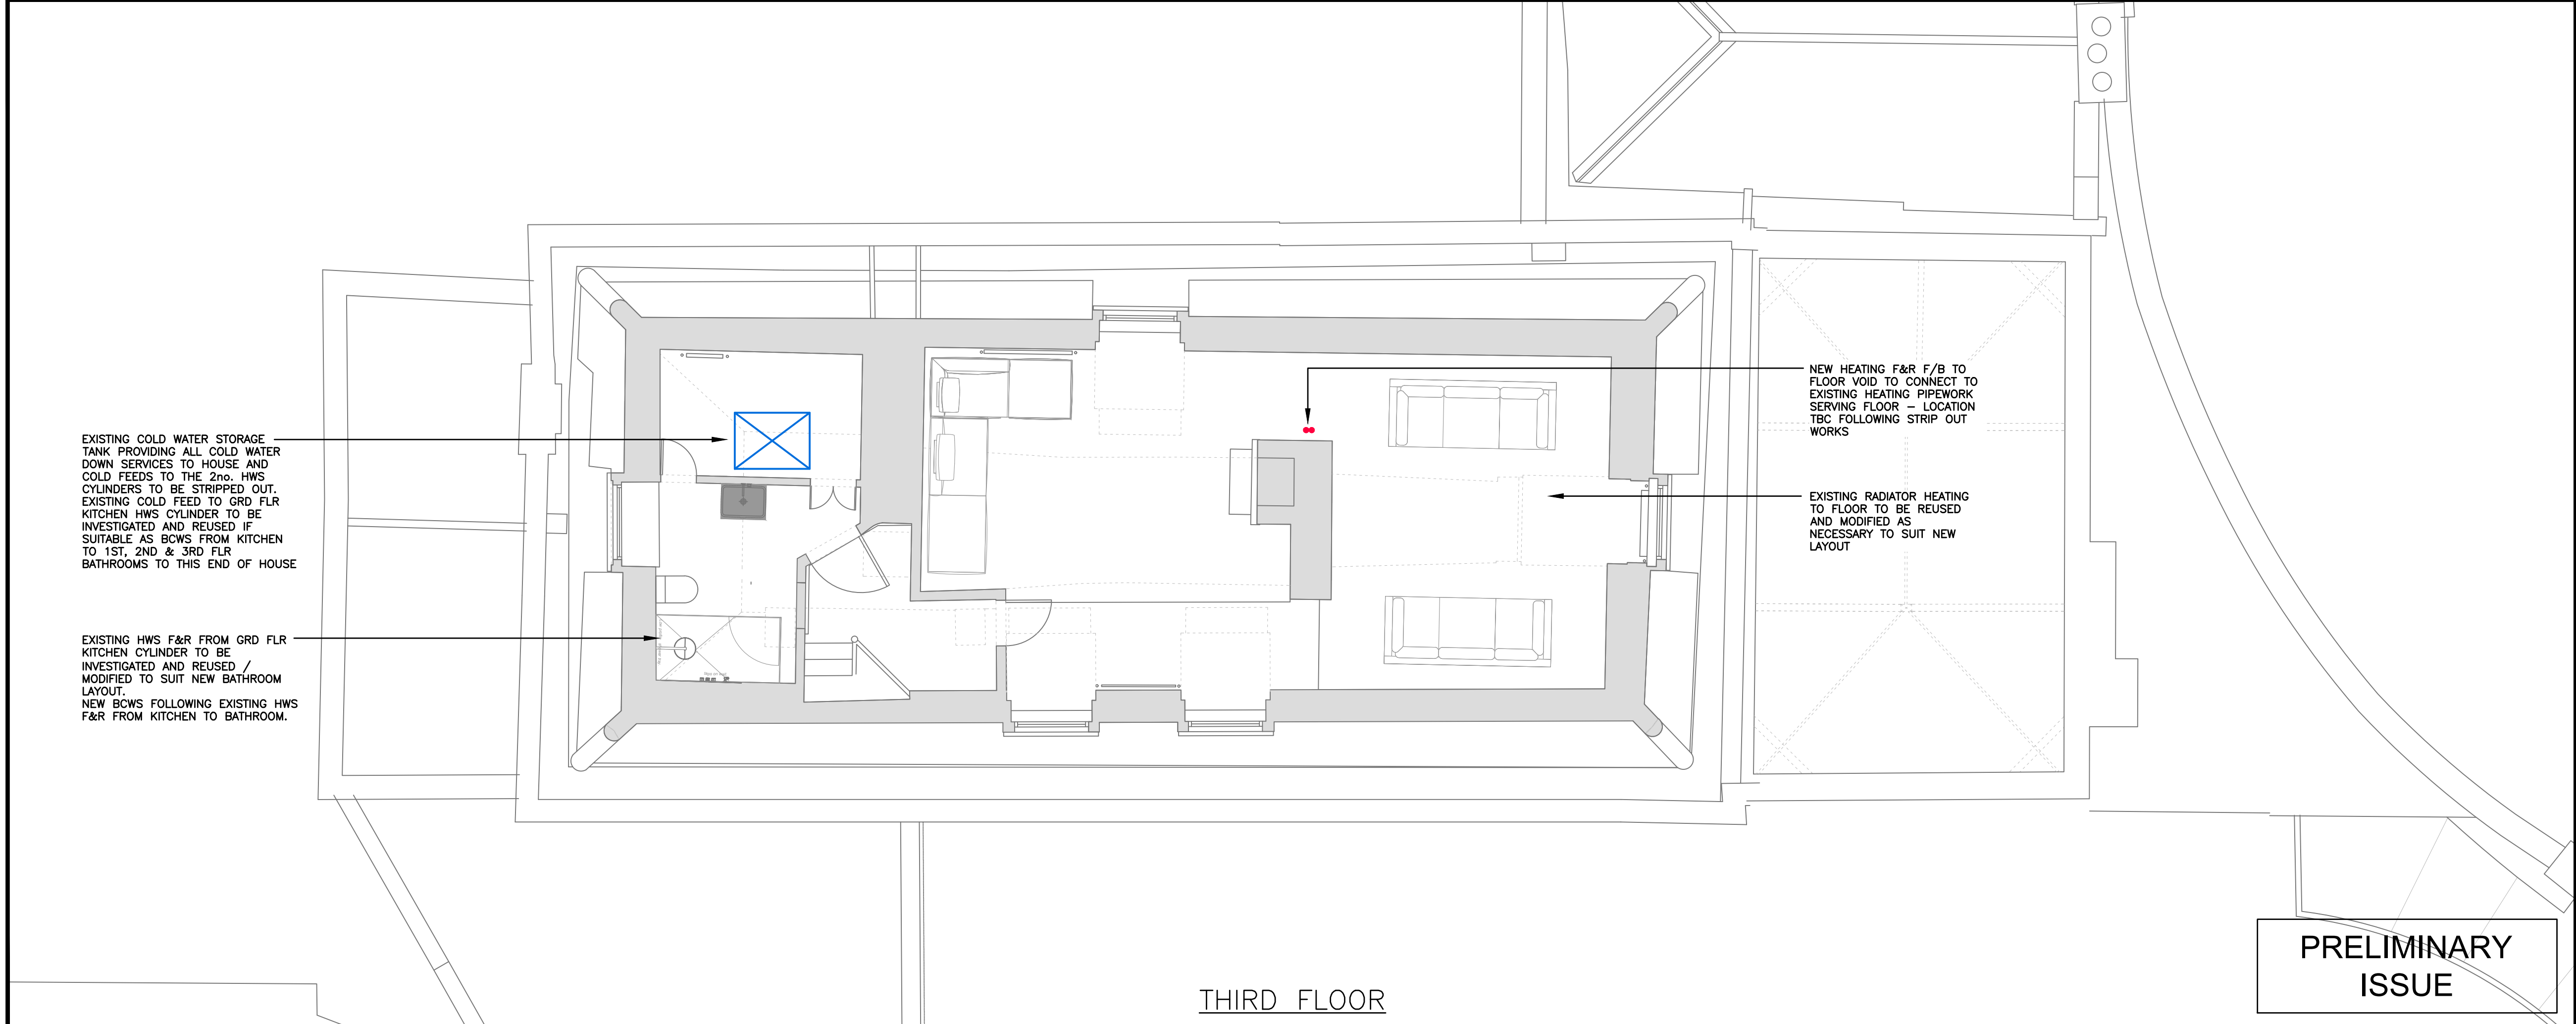 EXISTING COLD WATER STORAGE
TANK PROVIDING ALL COLD WATER
DOWN SERVICES TO HOUSE AND
COLD FEEDS TO THE 2no. HWS
CYLINDERS TO BE STRIPPED OUT.
EXISTING COLD FEED TO GRD FLR
KITCHEN HWS CYLINDER TO BE
INVESTIGATED AND REUSED IF
SUITABLE AS BCWS FROM KITCHEN
TO 1ST, 2ND & 3RD FLR
BATHROOMS TO THIS END OF HOUSE
EXISTING HWS F&R FROM GRD FLR
KITCHEN CYLINDER TO BE
INVESTIGATED AND REUSED /
MODIFIED TO SUIT NEW BATHROOM
LAYOUT.
NEW BCWS FOLLOWING EXISTING HWS
F&R FROM KITCHEN TO BATHROOM.
NEW HEATING F&R F/B TO
FLOOR VOID TO CONNECT TO
EXISTING HEATING PIPEWORK
SERVING FLOOR – LOCATION
TBC FOLLOWING STRIP OUT
WORKS
EXISTING RADIATOR HEATING
TO FLOOR TO BE REUSED
AND MODIFIED AS
NECESSARY TO SUIT NEW
LAYOUT
THIRD FLOOR
PRELIMINARY
ISSUE